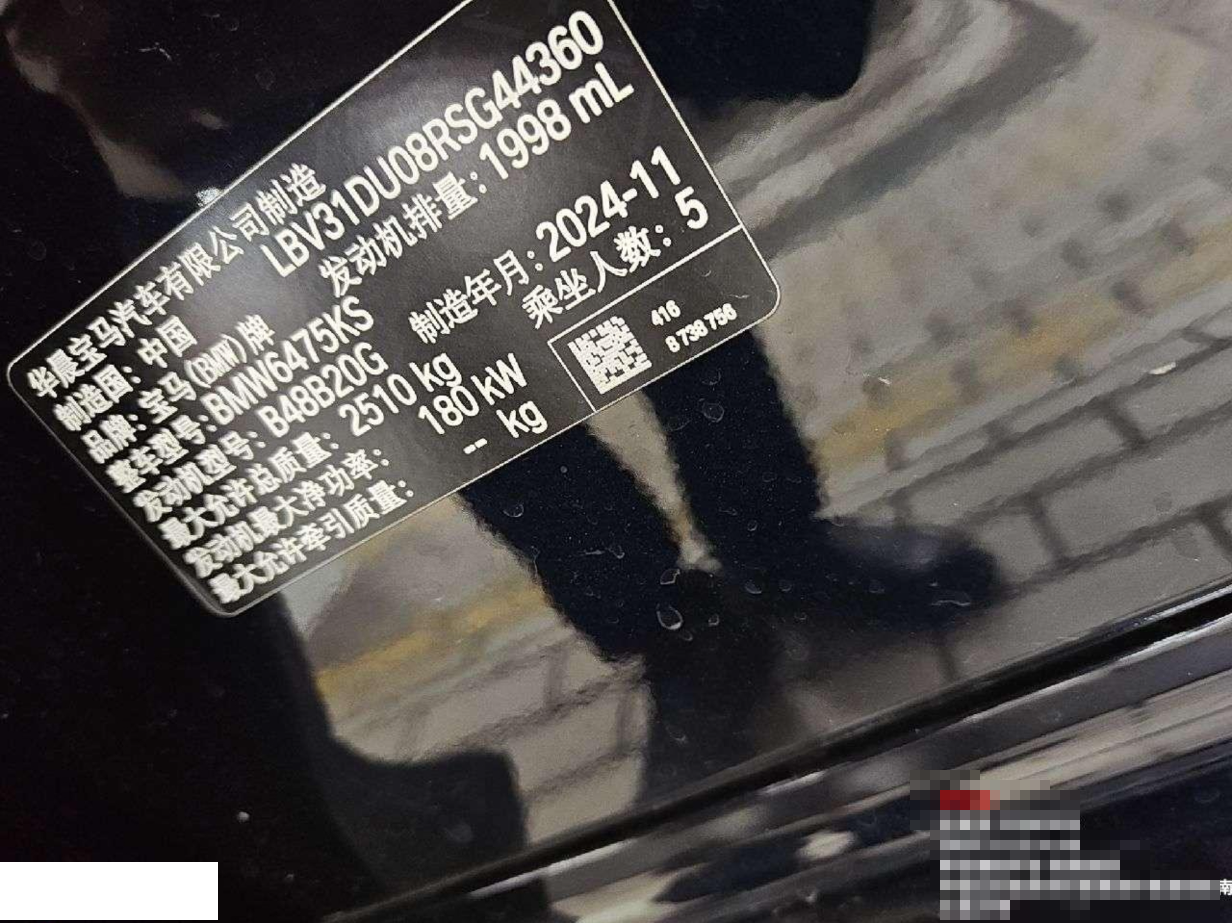 华晨宝马汽车有限公司制造
制造国：中国 LBV31DU08RSG44360
品牌：宝马(BMW)牌 发动机排量：1998 mL
整车型号：BMW6475KS
发动机型号：B48B20G 制造年月：2024-11
最大允许总质量：2510 kg 乘坐人数：5
发动机最大净功率：180 kW
最大允许牵引质量：-- kg
416
8 738 756
南